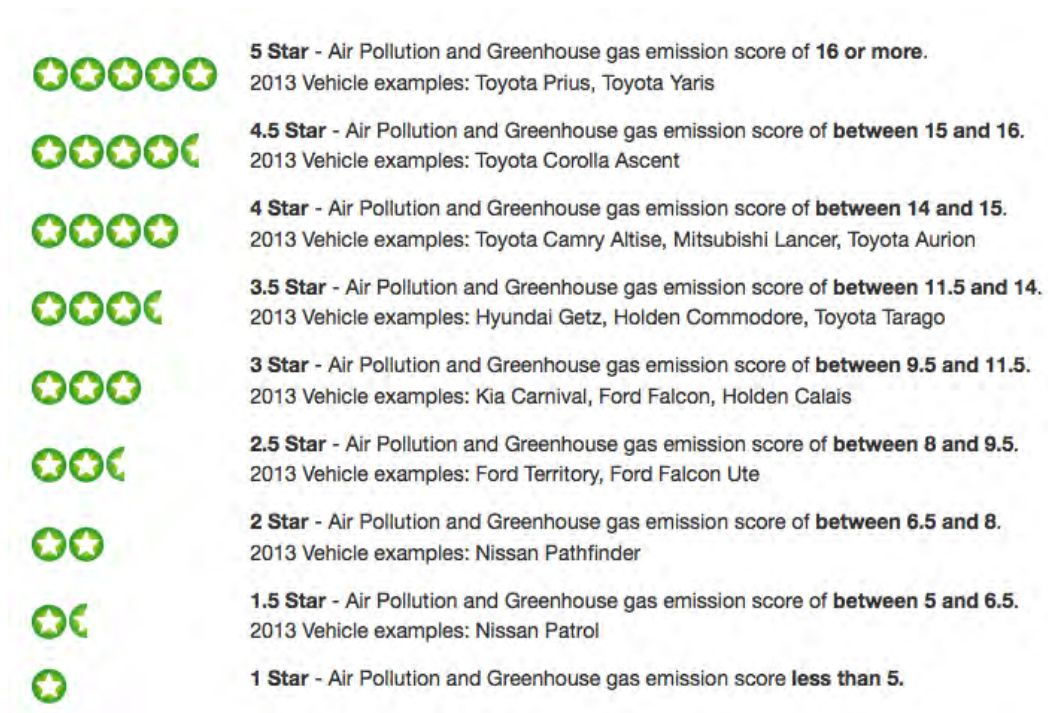 5 Star - Air Pollution and Greenhouse gas emission score of 16 or more.
2013 Vehicle examples: Toyota Prius, Toyota Yaris
4.5 Star - Air Pollution and Greenhouse gas emission score of between 15 and 16.
2013 Vehicle examples: Toyota Corolla Ascent
4 Star - Air Pollution and Greenhouse gas emission score of between 14 and 15.
2013 Vehicle examples: Toyota Camry Altise, Mitsubishi Lancer, Toyota Aurion
3.5 Star - Air Pollution and Greenhouse gas emission score of between 11.5 and 14.
2013 Vehicle examples: Hyundai Getz, Holden Commodore, Toyota Tarago
3 Star - Air Pollution and Greenhouse gas emission score of between 9.5 and 11.5.
2013 Vehicle examples: Kia Carnival, Ford Falcon, Holden Calais
2.5 Star - Air Pollution and Greenhouse gas emission score of between 8 and 9.5.
2013 Vehicle examples: Ford Territory, Ford Falcon Ute
2 Star - Air Pollution and Greenhouse gas emission score of between 6.5 and 8.
2013 Vehicle examples: Nissan Pathfinder
1.5 Star - Air Pollution and Greenhouse gas emission score of between 5 and 6.5.
2013 Vehicle examples: Nissan Patrol
1 Star - Air Pollution and Greenhouse gas emission score less than 5.